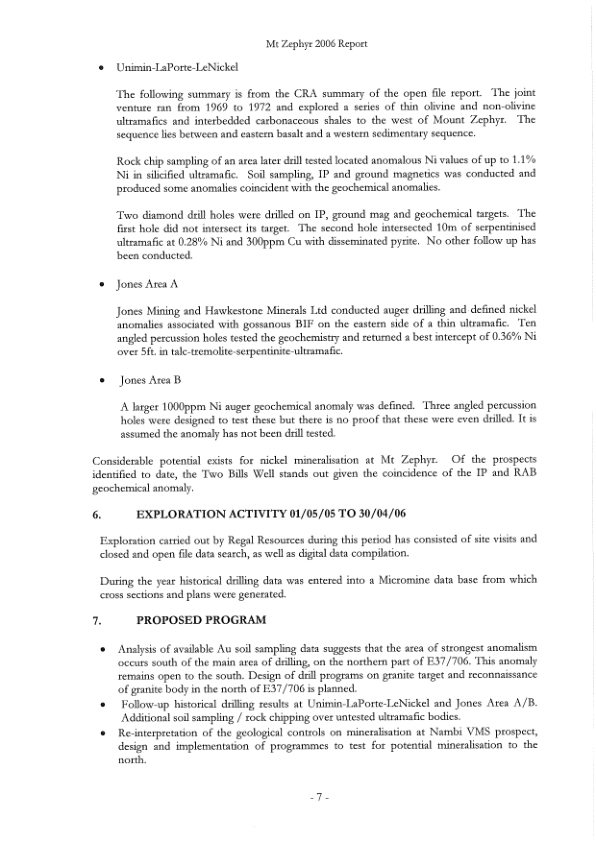 Mt Zephyr 2006 Report
• Unimin-LaPorte-LeNickel
The following summary is from the CRA summary of the open file report. The joint
venture ran from 1969 to 1972 and explored a series of thin olivine and non-olivine
ultramafics and interbedded carbonaceous shales to the west of Mount Zephyr. The
sequence lies between and eastern basalt and a western sedimentary sequence.
Rock chip sampling of an area later drill tested located anomalous Ni values of up to 1.1%
Ni in silicified ultramafic. Soil sampling, IP and ground magnetics was conducted and
produced some anomalies coincident with the geochemical anomalies.
Two diamond drill holes were drilled on IP, ground mag and geochemical targets. The
first hole did not intersect its target. The second hole intersected 10m of serpentinised
ultramafic at 0.28% Ni and 300ppm Cu with disseminated pyrite. No other follow up has
been conducted.
• Jones Area A
Jones Mining and Hawkestone Minerals Ltd conducted auger drilling and defined nickel
anomalies associated with gossanous BIF on the eastern side of a thin ultramafic. Ten
angled percussion holes tested the geochemistry and returned a best intercept of 0.36% Ni
over 5ft. in talc-tremolite-serpentinite-ultramafic.
• Jones Area B
A larger 1000ppm Ni auger geochemical anomaly was defined. Three angled percussion
holes were designed to test these but there is no proof that these were even drilled. It is
assumed the anomaly has not been drill tested.
Considerable potential exists for nickel mineralisation at Mt Zephyr. Of the prospects
identified to date, the Two Bills Well stands out given the coincidence of the IP and RAB
geochemical anomaly.
6. EXPLORATION ACTIVITY 01/05/05 TO 30/04/06
Exploration carried out by Regal Resources during this period has consisted of site visits and
closed and open file data search, as well as digital data compilation.
During the year historical drilling data was entered into a Micromine data base from which
cross sections and plans were generated.
7. PROPOSED PROGRAM
• Analysis of available Au soil sampling data suggests that the area of strongest anomalism
occurs south of the main area of drilling, on the northern part of E37/706. This anomaly
remains open to the south. Design of drill programs on granite target and reconnaissance
of granite body in the north of E37/706 is planned.
• Follow-up historical drilling results at Unimin-LaPorte-LeNickel and Jones Area A/B.
Additional soil sampling / rock chipping over untested ultramafic bodies.
• Re-interpretation of the geological controls on mineralisation at Nambi VMS prospect,
design and implementation of programmes to test for potential mineralisation to the
north.
- 7 -